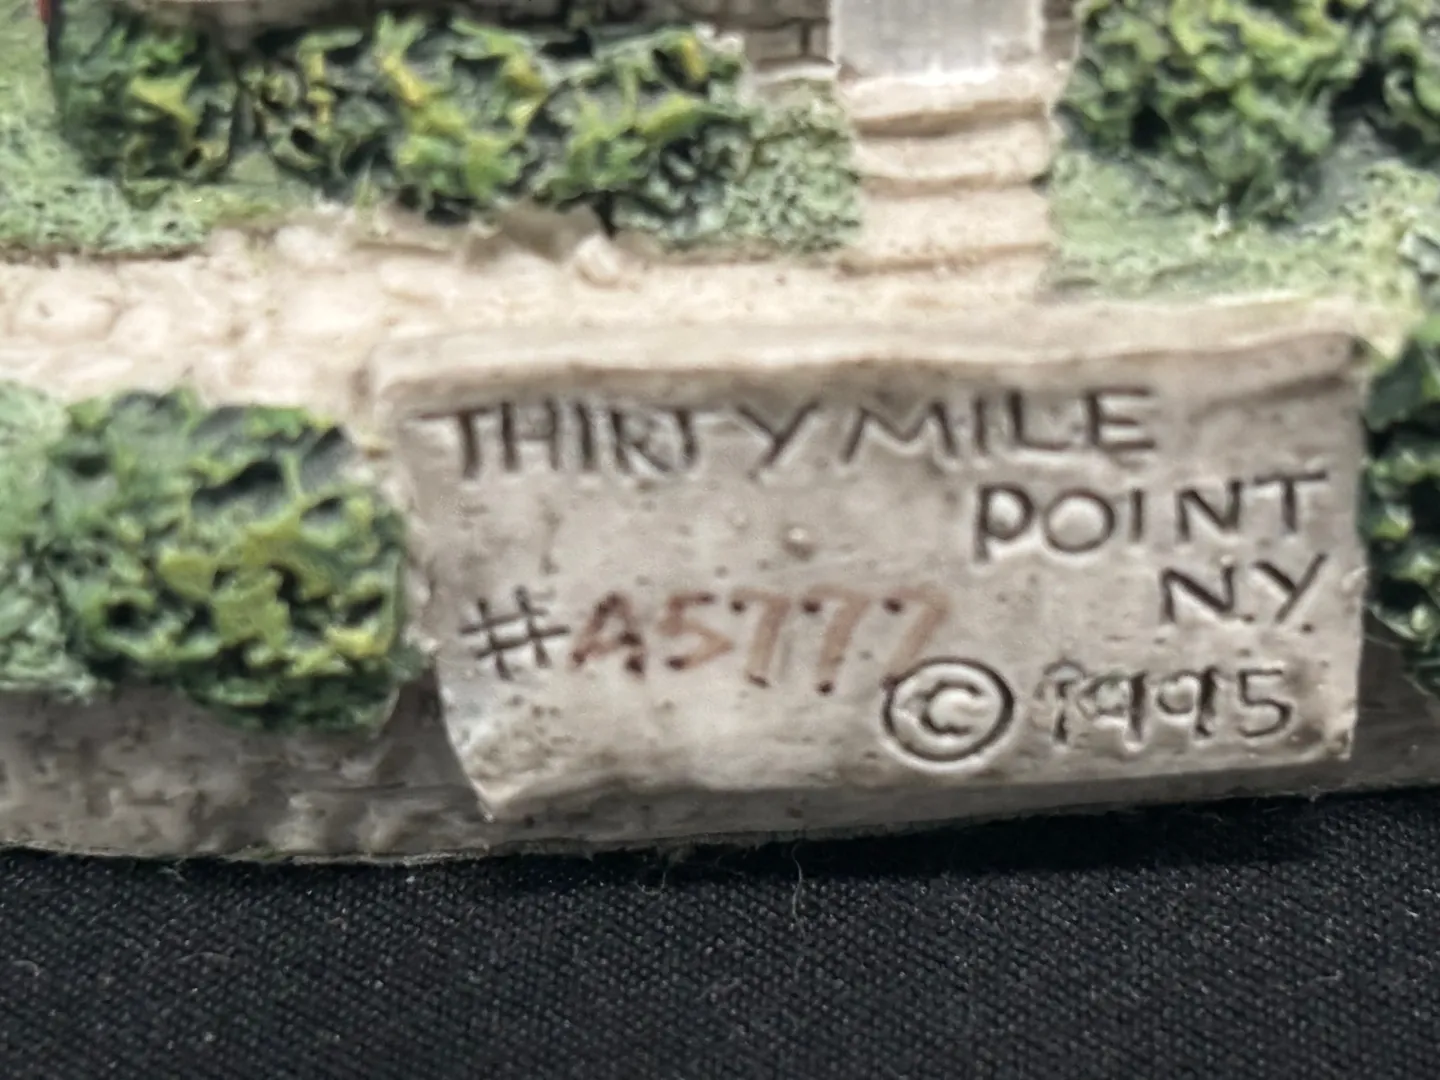 THIRTY MILE
POINT
N.Y.
#A5777
© 1995